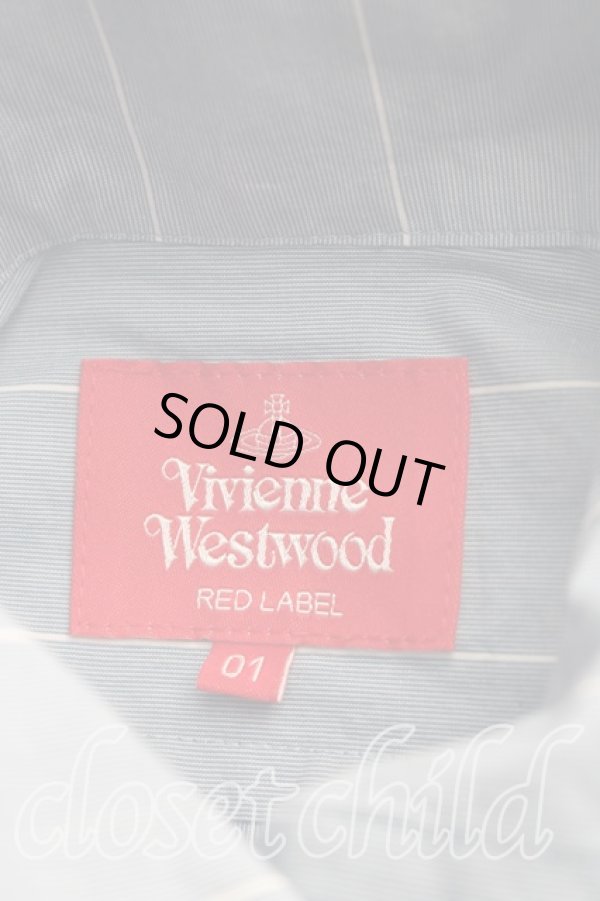 SOLD OUT
Vivienne
Westwood
RED LABEL
01
closet child